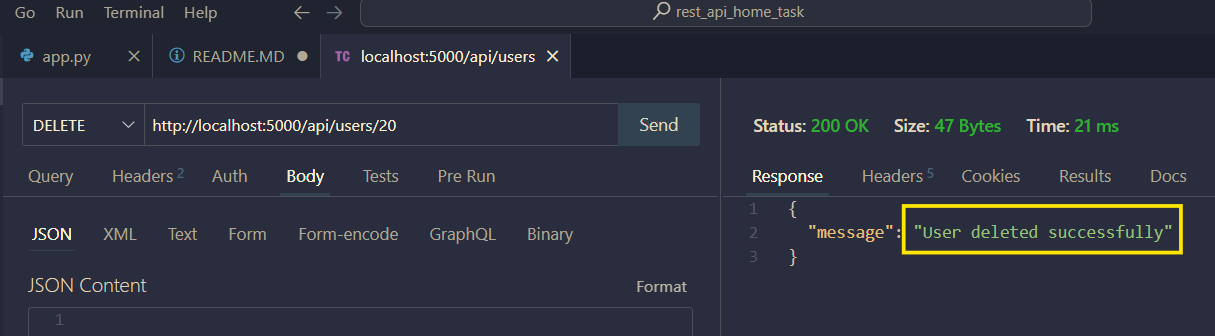 Go Run Terminal Help ← → rest_api_home_task
app.py × README.MD ● TC localhost:5000/api/users ×
DELETE http://localhost:5000/api/users/20 Send
Status: 200 OK Size: 47 Bytes Time: 21 ms
Query Headers 2 Auth Body Tests Pre Run
Response Headers 5 Cookies Results Docs
JSON XML Text Form Form-encode GraphQL Binary
JSON Content Format
1
1 {
2 "message": "User deleted successfully"
3 }